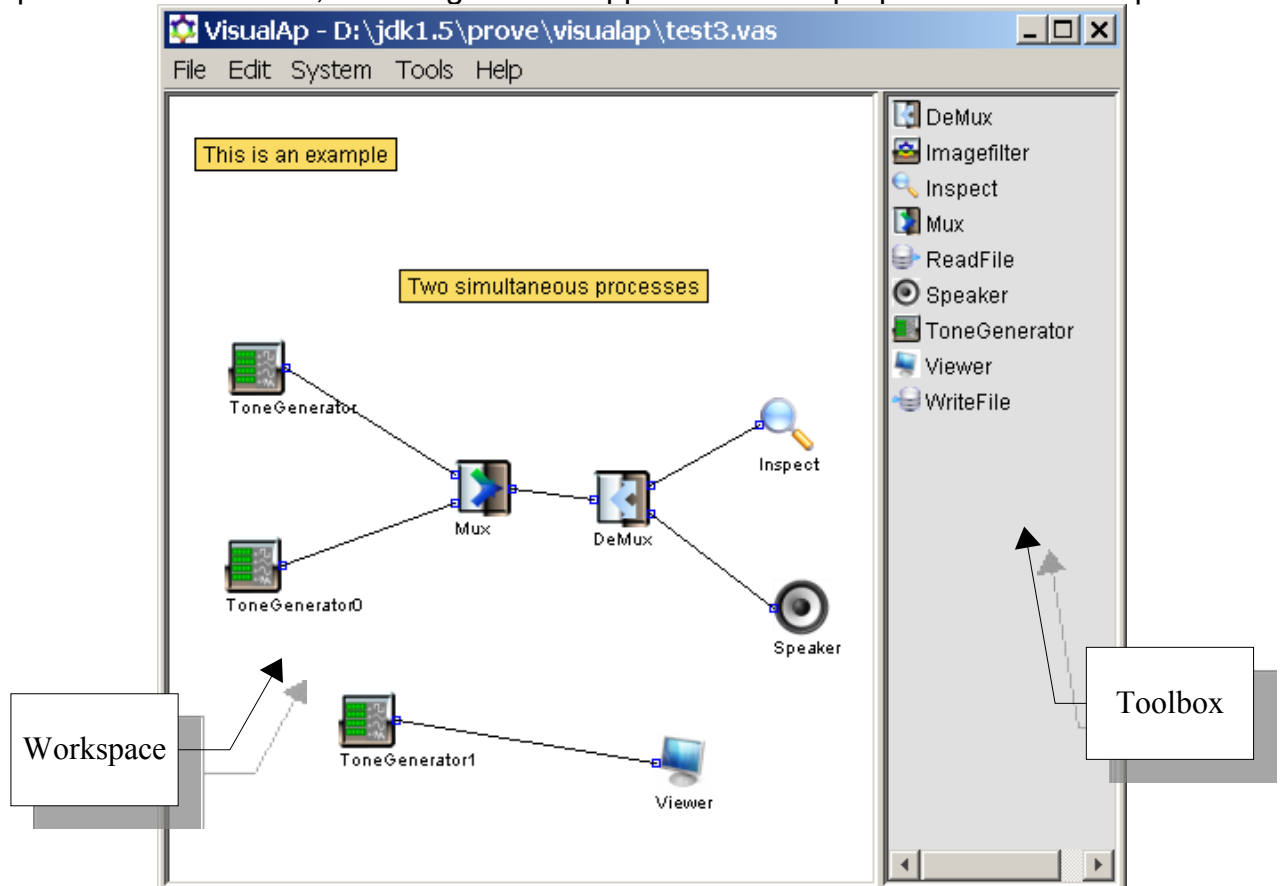 VisualAp - D:\jdk1.5\prove\visualap\test3.vas
File Edit System Tools Help
This is an example
Two simultaneous processes
ToneGenerator
Mux
DeMux
Inspect
ToneGenerator0
Speaker
ToneGenerator1
Viewer
DeMux
Imagefilter
Inspect
Mux
ReadFile
Speaker
ToneGenerator
Viewer
WriteFile
Workspace
Toolbox